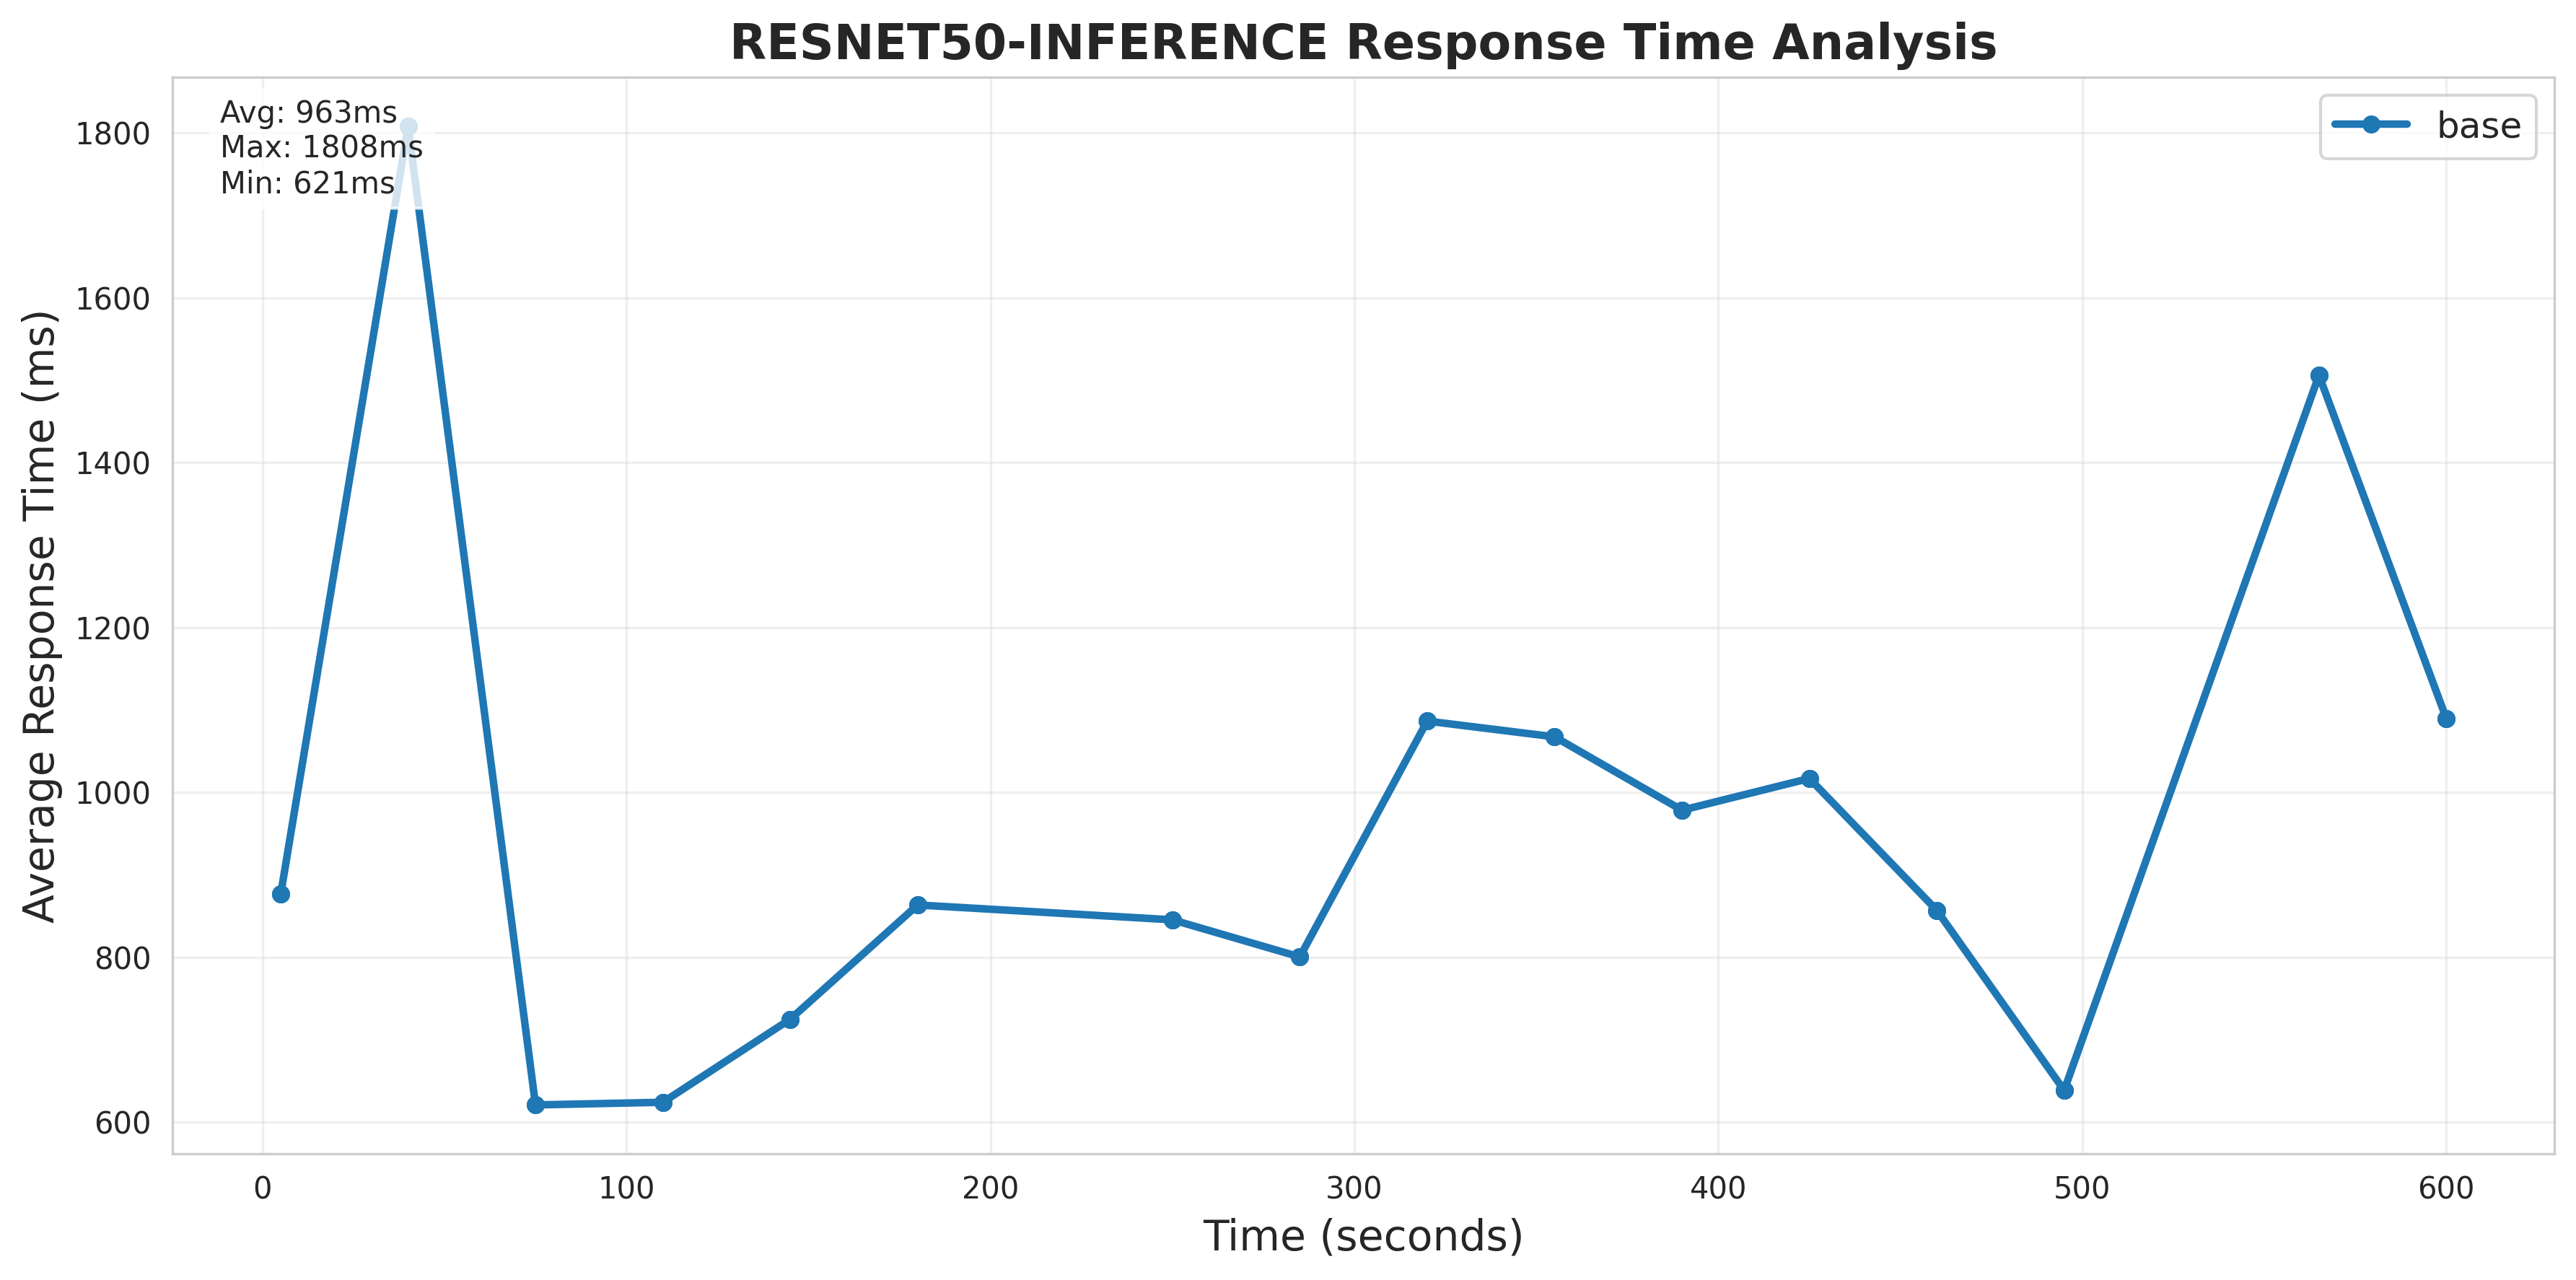 RESNET50-INFERENCE Response Time Analysis
Avg: 963ms
Max: 1808ms
Min: 621ms
base
Average Response Time (ms)
1800
1600
1400
1200
1000
800
600
0 100 200 300 400 500 600
Time (seconds)